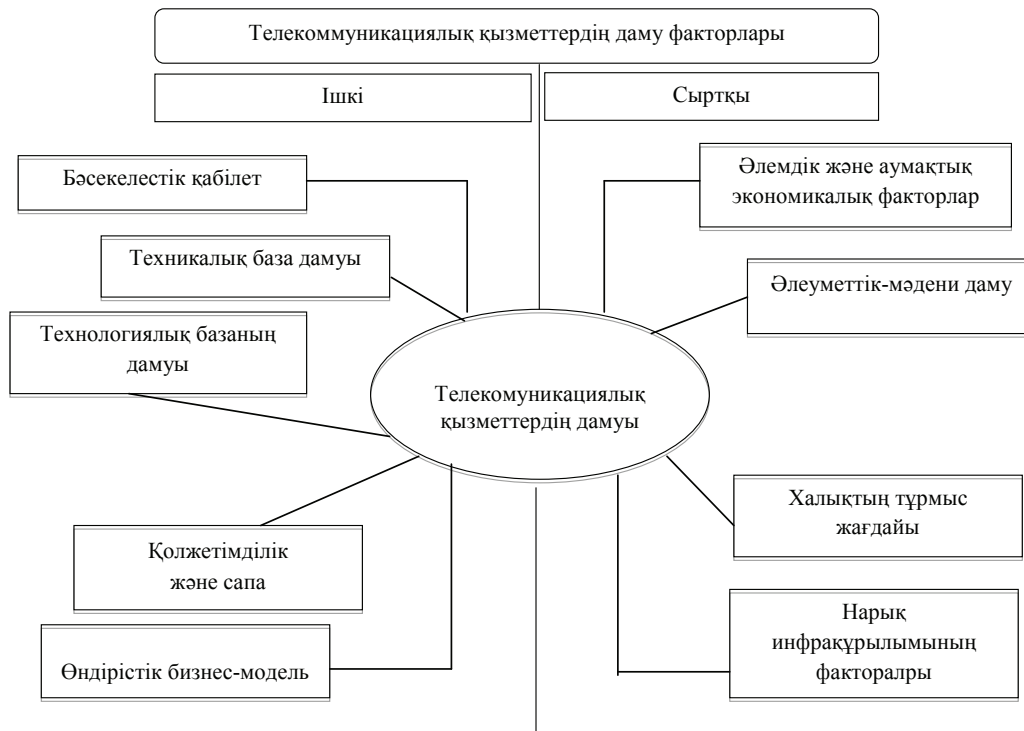 Телекоммуникациялық қызметтердің даму факторлары
Ішкі
Сыртқы
Бәсекелестік қабілет
Техникалық база дамуы
Технологиялық базаның
дамуы
Қолжетімділік
және сапа
Өндірістік бизнес-модель
Телекомуникациялық
қызметтердің дамуы
Әлемдік және аумақтық
экономикалық факторлар
Әлеуметтік-мәдени даму
Халықтың тұрмыс
жағдайы
Нарық
инфрақұрылымының
факторалры